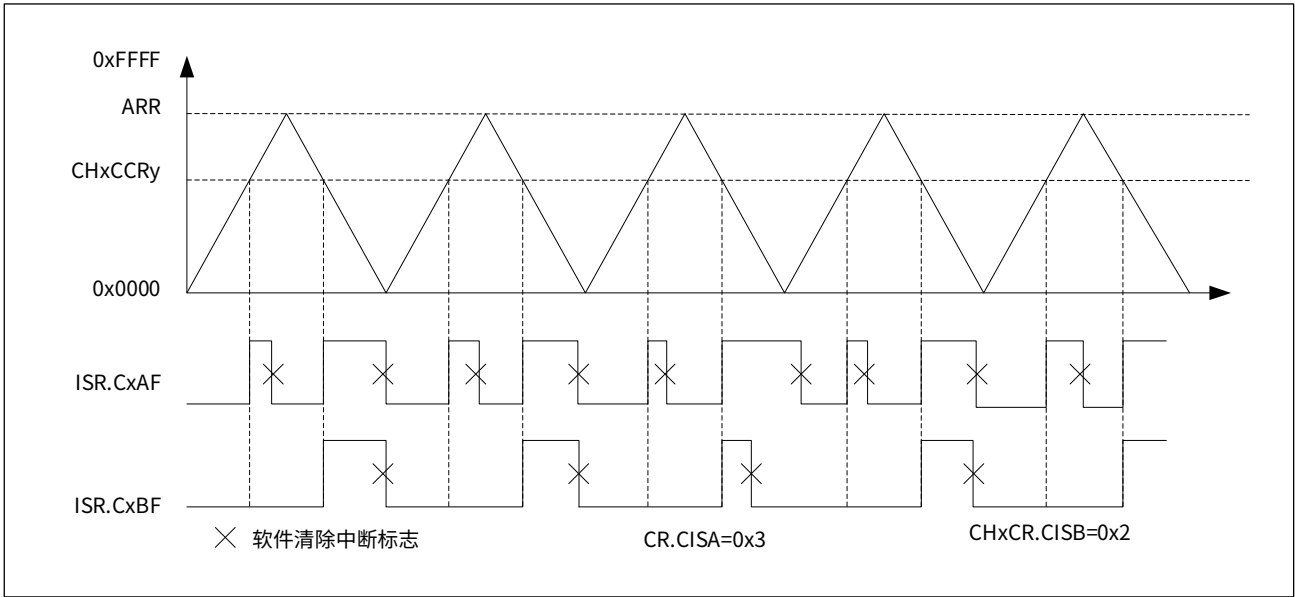 0xFFFF
ARR
CHxCCRy
0x0000
ISR.CxAF
ISR.CxBF
软件清除中断标志
CR.CISA=0x3
CHxCR.CISB=0x2